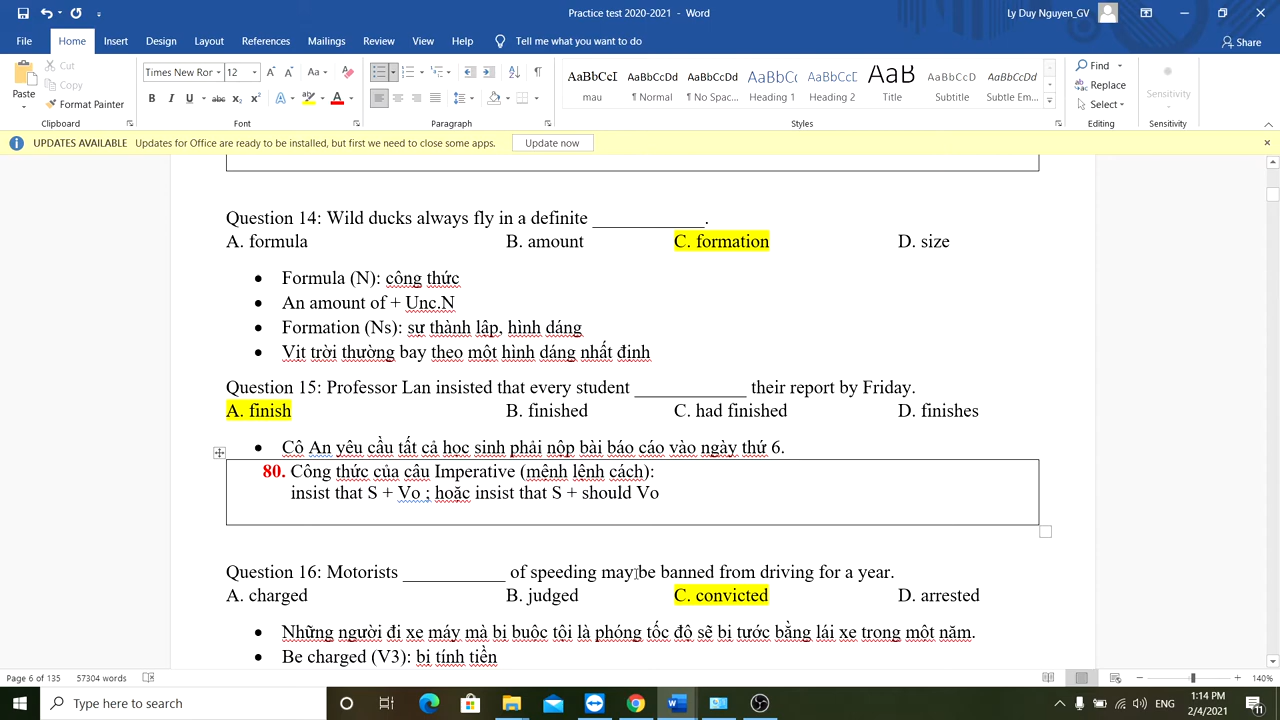 Practice test 2020-2021 - Word
Ly Duy Nguyen_GV
File Home Insert Design Layout References Mailings Review View Help Tell me what you want to do
Share
Paste
Cut
Copy
Format Painter
Clipboard
Times New Ror 12
Font
Paragraph
AaBbCcI mau
AaBbCcDd ¶ Normal
AaBbCcDd ¶ No Spac...
AaBbC( Heading 1
AaBbCcD Heading 2
AaB Title
AaBbCcD Subtitle
AaBbCcDd Subtle Em...
Styles
Find
Replace
Select
Editing
Sensitivity
Sensitivity
UPDATES AVAILABLE Updates for Office are ready to be installed, but first we need to close some apps. Update now
Question 14: Wild ducks always fly in a definite ____________.
A. formula B. amount C. formation D. size
• Formula (N): công thức
• An amount of + Unc.N
• Formation (Ns): sự thành lập, hình dáng
• Vịt trời thường bay theo một hình dáng nhất định
Question 15: Professor Lan insisted that every student ____________ their report by Friday.
A. finish B. finished C. had finished D. finishes
• Cô An yêu cầu tất cả học sinh phải nộp bài báo cáo vào ngày thứ 6.
80. Công thức của câu Imperative (mệnh lệnh cách):
insist that S + Vo ; hoặc insist that S + should Vo
Question 16: Motorists ___________ of speeding may be banned from driving for a year.
A. charged B. judged C. convicted D. arrested
• Những người đi xe máy mà bị buộc tội là phóng tốc độ sẽ bị tước bằng lái xe trong một năm.
• Be charged (V3): bị tính tiền
Page 6 of 135 57304 words
140%
Type here to search
1:14 PM
2/4/2021
11